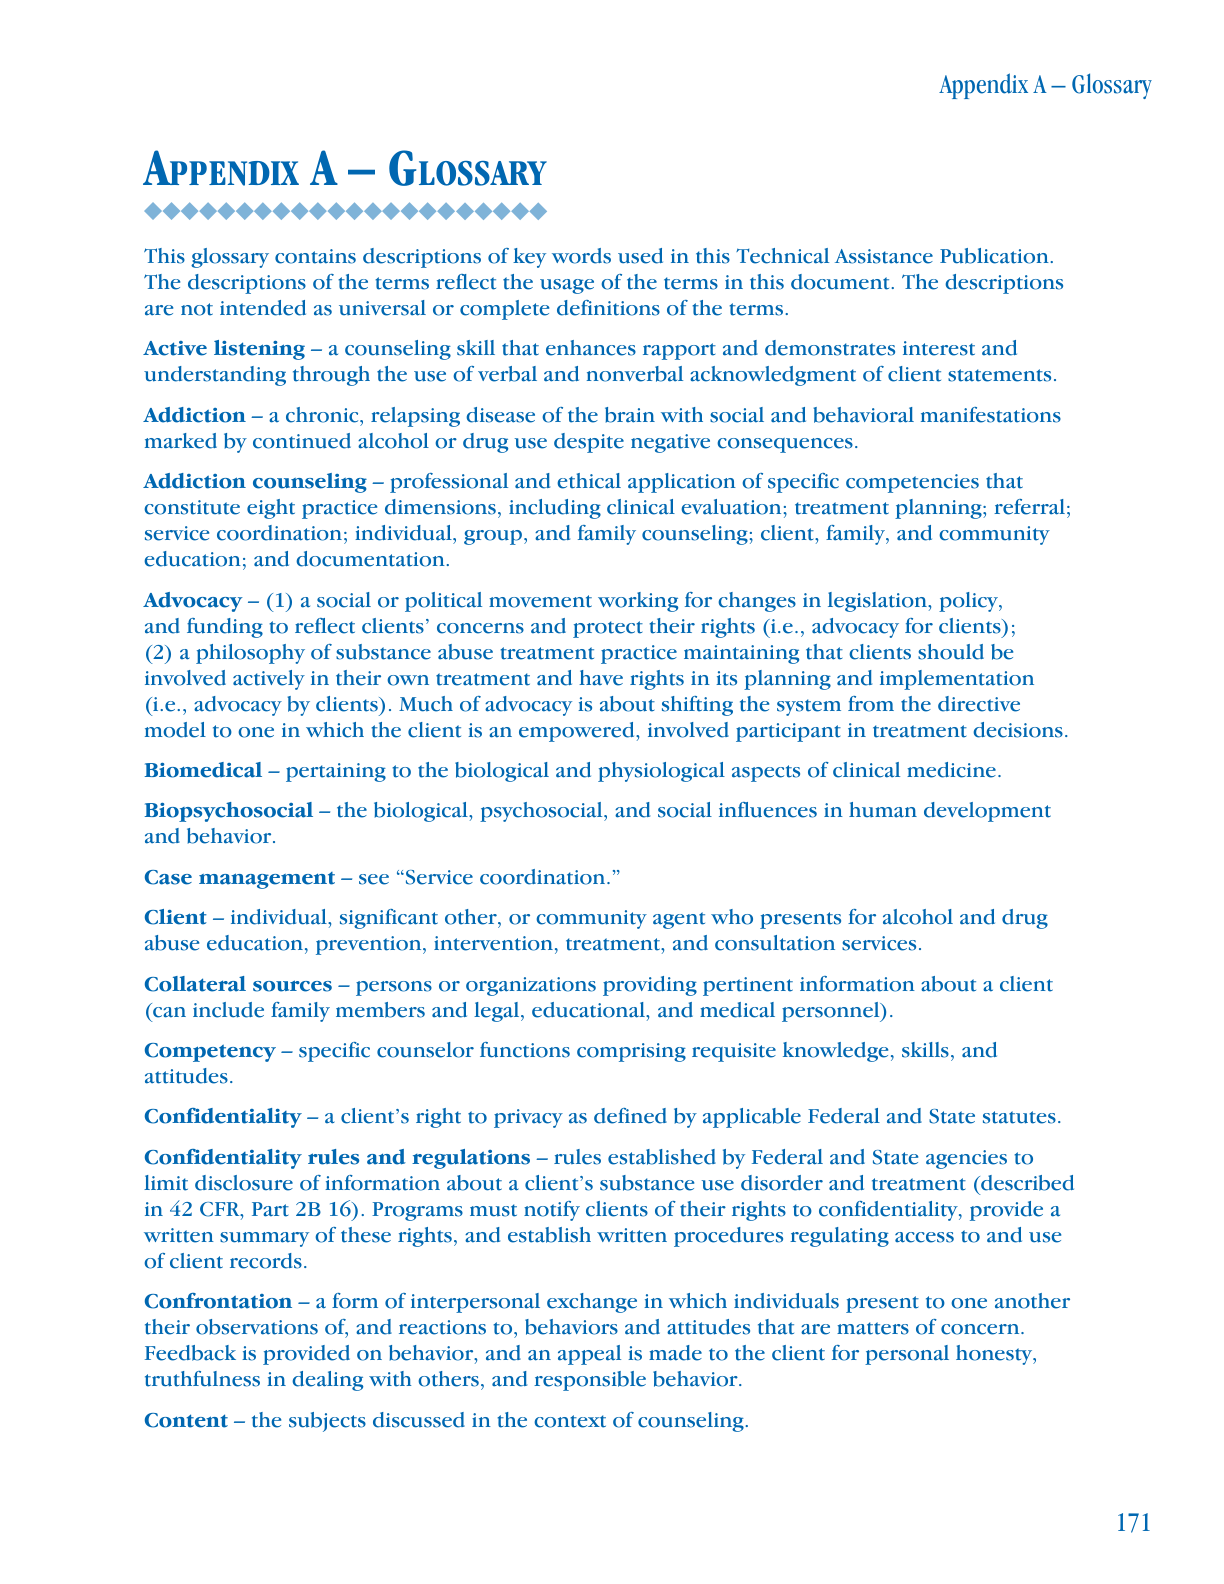 Appendix A – Glossary
APPENDIX A – GLOSSARY
This glossary contains descriptions of key words used in this Technical Assistance Publication.
The descriptions of the terms reflect the usage of the terms in this document. The descriptions
are not intended as universal or complete definitions of the terms.
Active listening – a counseling skill that enhances rapport and demonstrates interest and
understanding through the use of verbal and nonverbal acknowledgment of client statements.
Addiction – a chronic, relapsing disease of the brain with social and behavioral manifestations
marked by continued alcohol or drug use despite negative consequences.
Addiction counseling – professional and ethical application of specific competencies that
constitute eight practice dimensions, including clinical evaluation; treatment planning; referral;
service coordination; individual, group, and family counseling; client, family, and community
education; and documentation.
Advocacy – (1) a social or political movement working for changes in legislation, policy,
and funding to reflect clients’ concerns and protect their rights (i.e., advocacy for clients);
(2) a philosophy of substance abuse treatment practice maintaining that clients should be
involved actively in their own treatment and have rights in its planning and implementation
(i.e., advocacy by clients). Much of advocacy is about shifting the system from the directive
model to one in which the client is an empowered, involved participant in treatment decisions.
Biomedical – pertaining to the biological and physiological aspects of clinical medicine.
Biopsychosocial – the biological, psychosocial, and social influences in human development
and behavior.
Case management – see “Service coordination.”
Client – individual, significant other, or community agent who presents for alcohol and drug
abuse education, prevention, intervention, treatment, and consultation services.
Collateral sources – persons or organizations providing pertinent information about a client
(can include family members and legal, educational, and medical personnel).
Competency – specific counselor functions comprising requisite knowledge, skills, and
attitudes.
Confidentiality – a client’s right to privacy as defined by applicable Federal and State statutes.
Confidentiality rules and regulations – rules established by Federal and State agencies to
limit disclosure of information about a client’s substance use disorder and treatment (described
in 42 CFR, Part 2B 16). Programs must notify clients of their rights to confidentiality, provide a
written summary of these rights, and establish written procedures regulating access to and use
of client records.
Confrontation – a form of interpersonal exchange in which individuals present to one another
their observations of, and reactions to, behaviors and attitudes that are matters of concern.
Feedback is provided on behavior, and an appeal is made to the client for personal honesty,
truthfulness in dealing with others, and responsible behavior.
Content – the subjects discussed in the context of counseling.
171